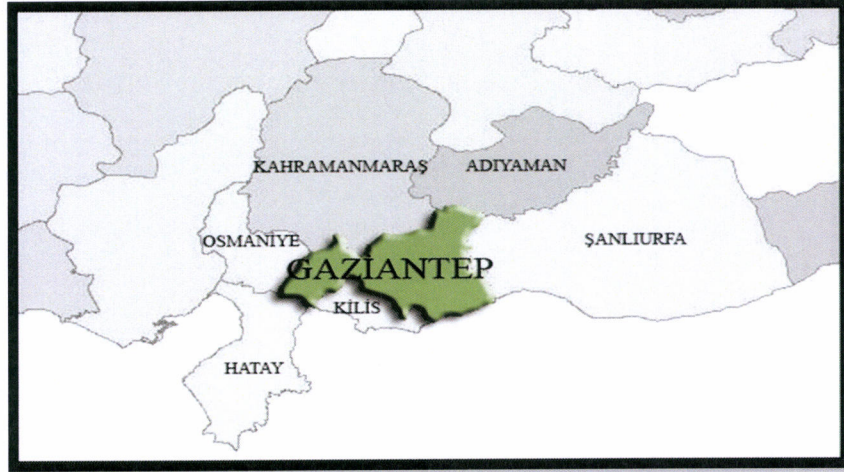 KAHRAMANMARAŞ
ADIYAMAN
OSMANİYE
ŞANLIURFA
GAZİANTEP
KİLİS
HATAY